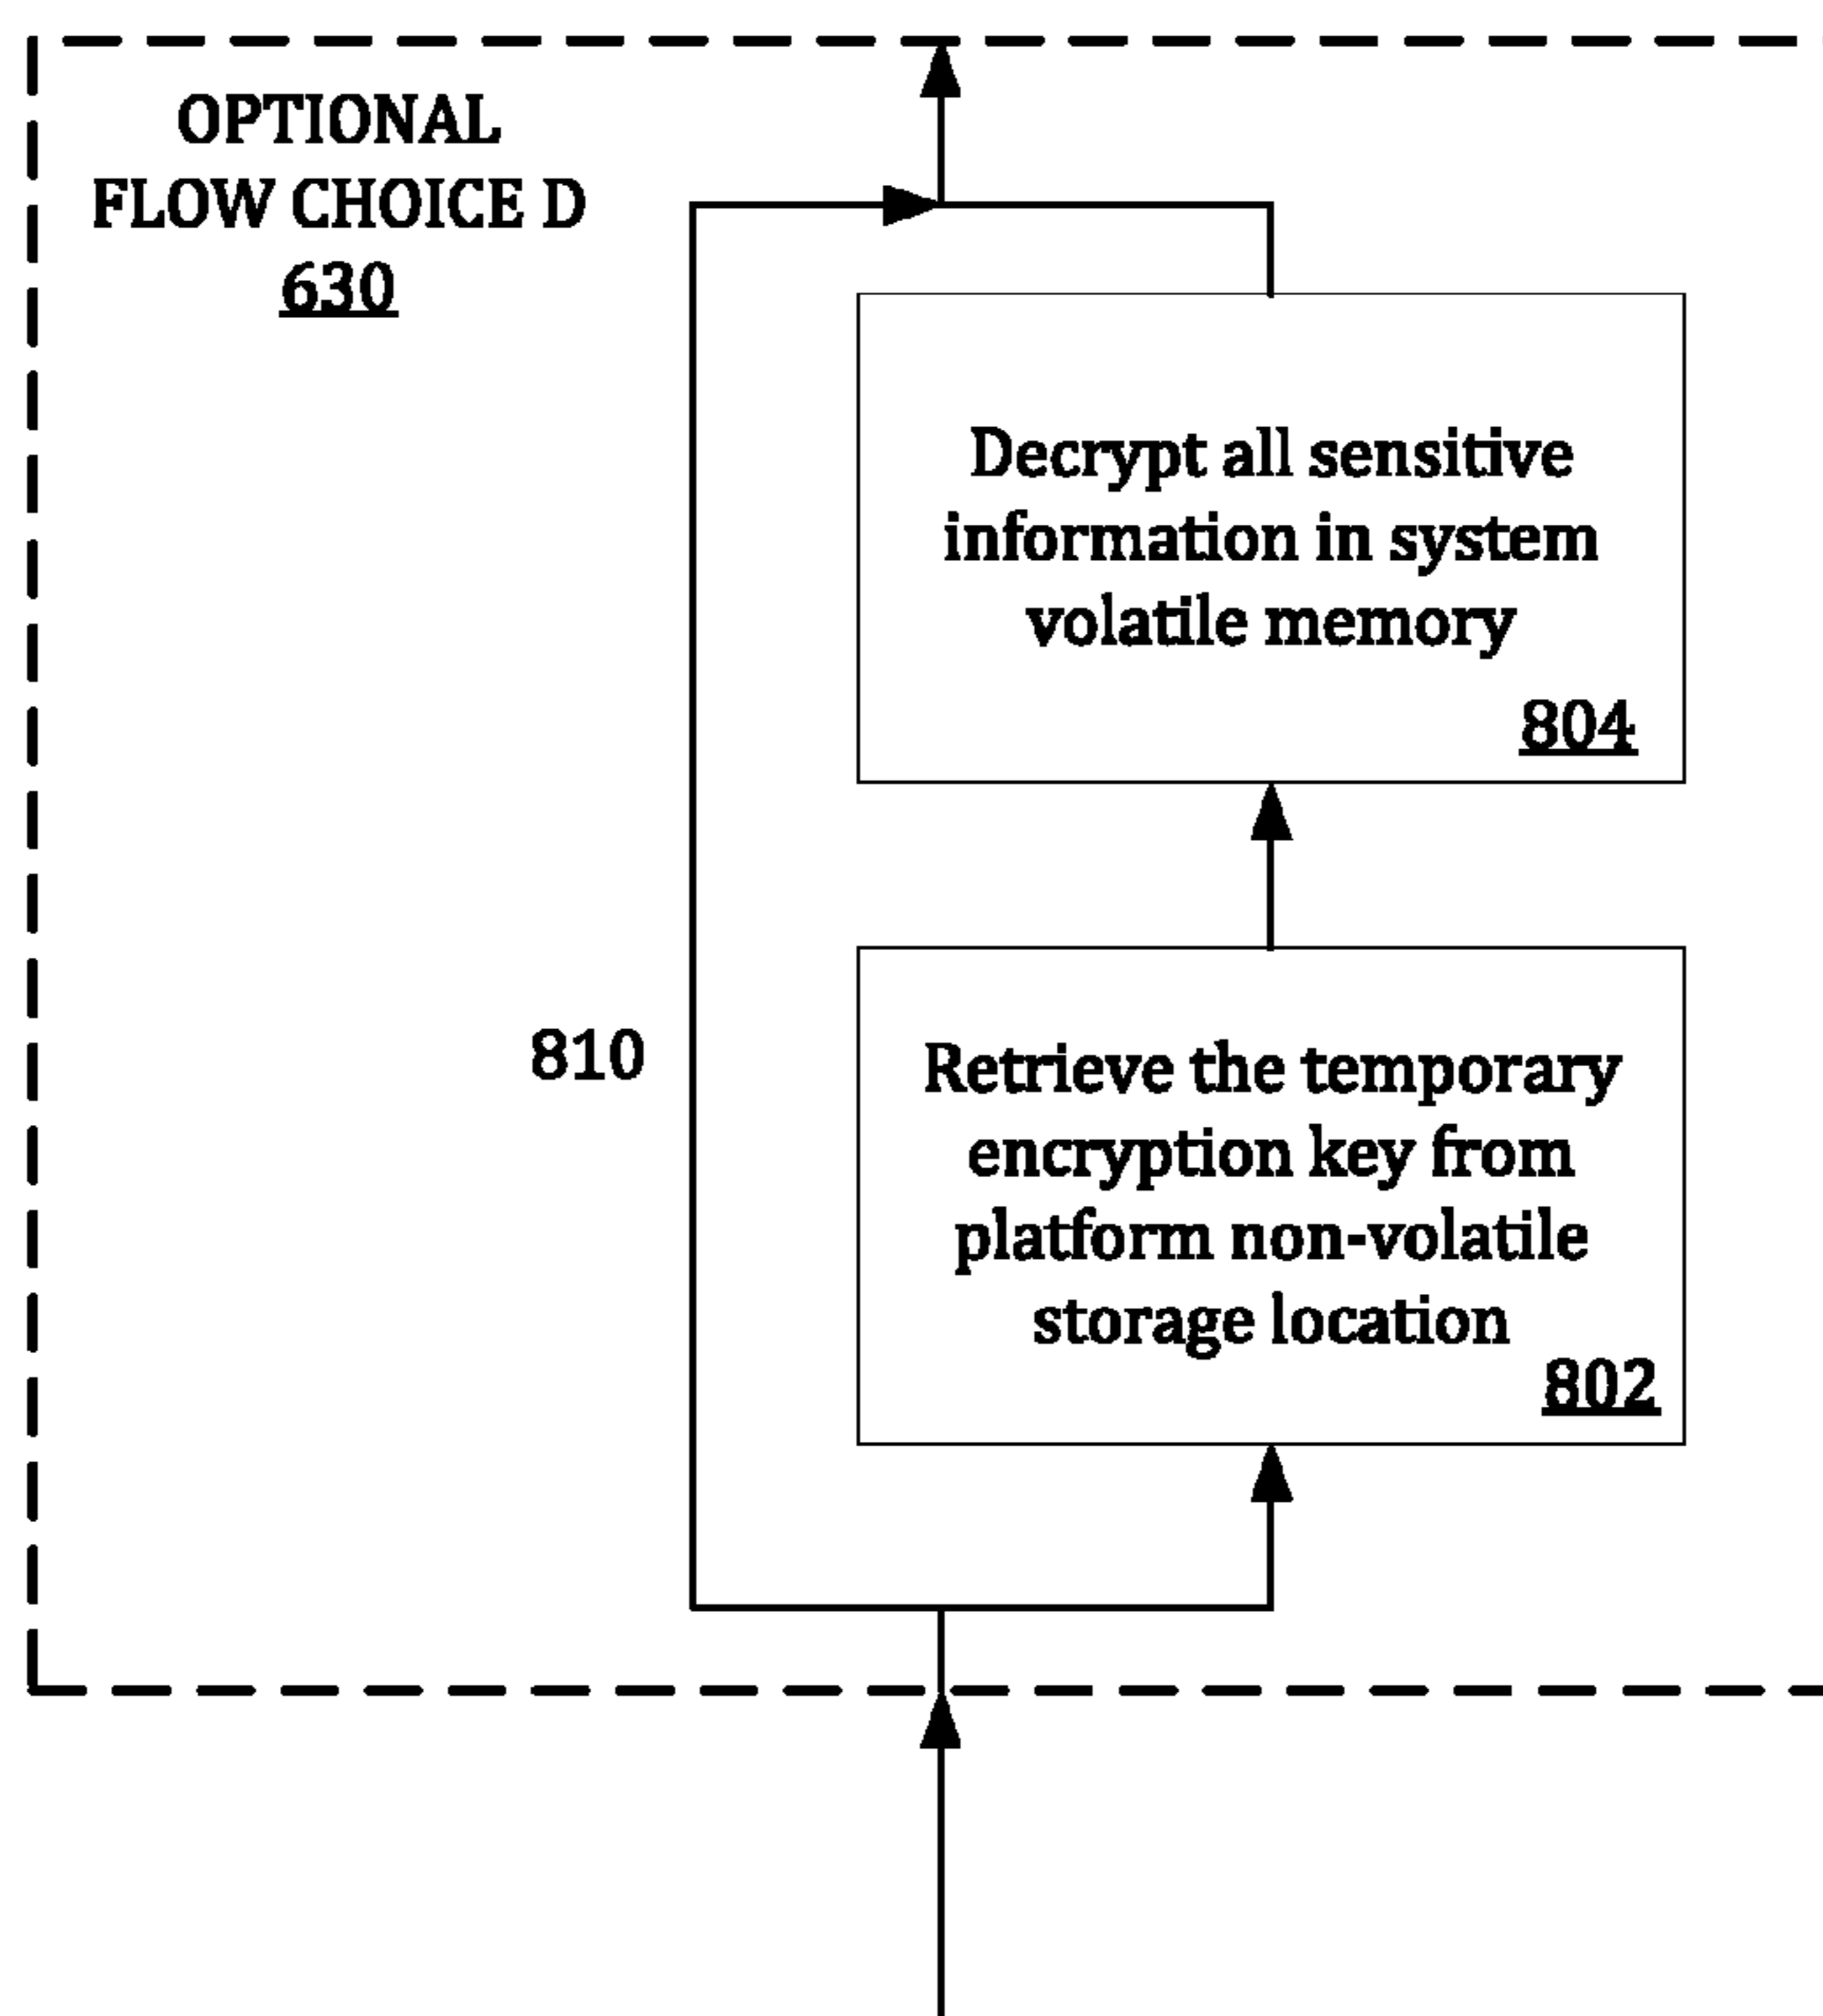 OPTIONAL
FLOW CHOICE D
630
Decrypt all sensitive
information in system
volatile memory
804
810
Retrieve the temporary
encryption key from
platform non-volatile
storage location
802